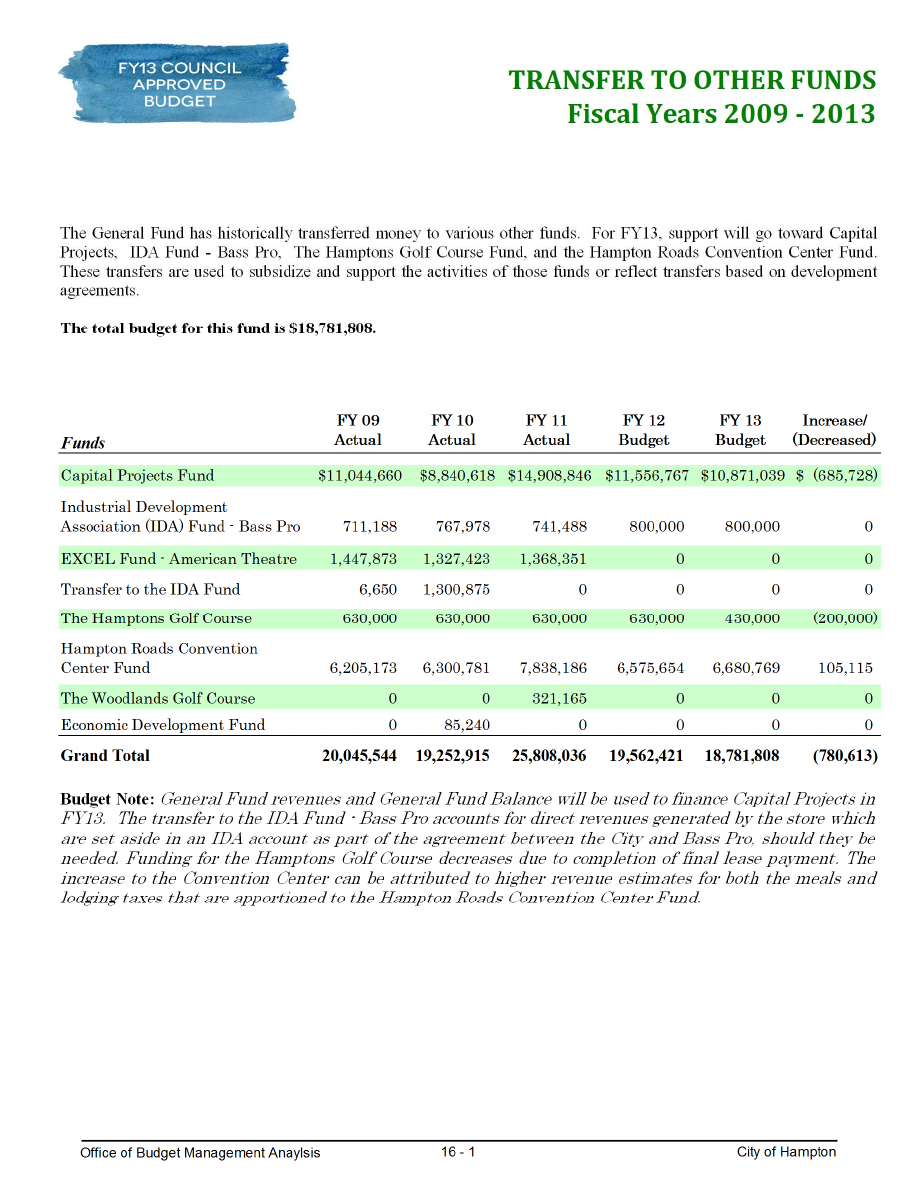 FY13 COUNCIL
APPROVED
BUDGET
TRANSFER TO OTHER FUNDS
Fiscal Years 2009 - 2013
The General Fund has historically transferred money to various other funds. For FY13, support will go toward Capital
Projects, IDA Fund - Bass Pro, The Hamptons Golf Course Fund, and the Hampton Roads Convention Center Fund.
These transfers are used to subsidize and support the activities of those funds or reflect transfers based on development
agreements.
The total budget for this fund is $18,781,808.
Funds FY 09 Actual FY 10 Actual FY 11 Actual FY 12 Budget FY 13 Budget Increase/ (Decreased)
Capital Projects Fund $11,044,660 $8,840,618 $14,908,846 $11,556,767 $10,871,039 $ (685,728)
Industrial Development
Association (IDA) Fund - Bass Pro 711,188 767,978 741,488 800,000 800,000 0
EXCEL Fund - American Theatre 1,447,873 1,327,423 1,368,351 0 0 0
Transfer to the IDA Fund 6,650 1,300,875 0 0 0 0
The Hamptons Golf Course 630,000 630,000 630,000 630,000 430,000 (200,000)
Hampton Roads Convention
Center Fund 6,205,173 6,300,781 7,838,186 6,575,654 6,680,769 105,115
The Woodlands Golf Course 0 0 321,165 0 0 0
Economic Development Fund 0 85,240 0 0 0 0
Grand Total 20,045,544 19,252,915 25,808,036 19,562,421 18,781,808 (780,613)
Budget Note: General Fund revenues and General Fund Balance will be used to finance Capital Projects in
FY13. The transfer to the IDA Fund - Bass Pro accounts for direct revenues generated by the store which
are set aside in an IDA account as part of the agreement between the City and Bass Pro, should they be
needed. Funding for the Hamptons Golf Course decreases due to completion of final lease payment. The
increase to the Convention Center can be attributed to higher revenue estimates for both the meals and
lodging taxes that are apportioned to the Hampton Roads Convention Center Fund.
Office of Budget Management Anaylsis 16 - 1 City of Hampton